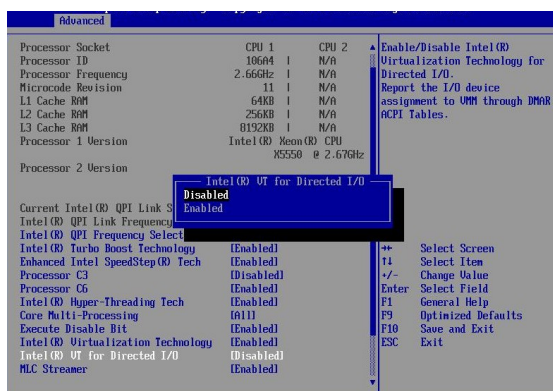 Advanced
Processor Socket CPU 1 CPU 2
Processor ID 106A4 | N/A
Processor Frequency 2.66GHz | N/A
Microcode Revision 11 | N/A
L1 Cache RAM 64KB | N/A
L2 Cache RAM 256KB | N/A
L3 Cache RAM 8192KB | N/A
Processor 1 Version Intel(R) Xeon(R) CPU
X5550 @ 2.67GHz
Processor 2 Version
Current Intel(R) QPI Link S
Intel(R) QPI Link Frequency
Intel(R) QPI Frequency Select
Intel(R) Turbo Boost Technology [Enabled]
Enhanced Intel SpeedStep(R) Tech [Enabled]
Processor C3 [Disabled]
Processor C6 [Enabled]
Intel(R) Hyper-Threading Tech [Enabled]
Core Multi-Processing [All]
Execute Disable Bit [Enabled]
Intel(R) Virtualization Technology [Enabled]
Intel(R) VT for Directed I/O [Disabled]
MLC Streamer [Enabled]
Intel(R) VT for Directed I/O
Disabled
Enabled
Enable/Disable Intel(R)
Virtualization Technology for
Directed I/O.
Report the I/O device
assignment to VMM through DMAR
ACPI Tables.
↔ Select Screen
↑↓ Select Item
+/- Change Value
Enter Select Field
F1 General Help
F9 Optimized Defaults
F10 Save and Exit
ESC Exit